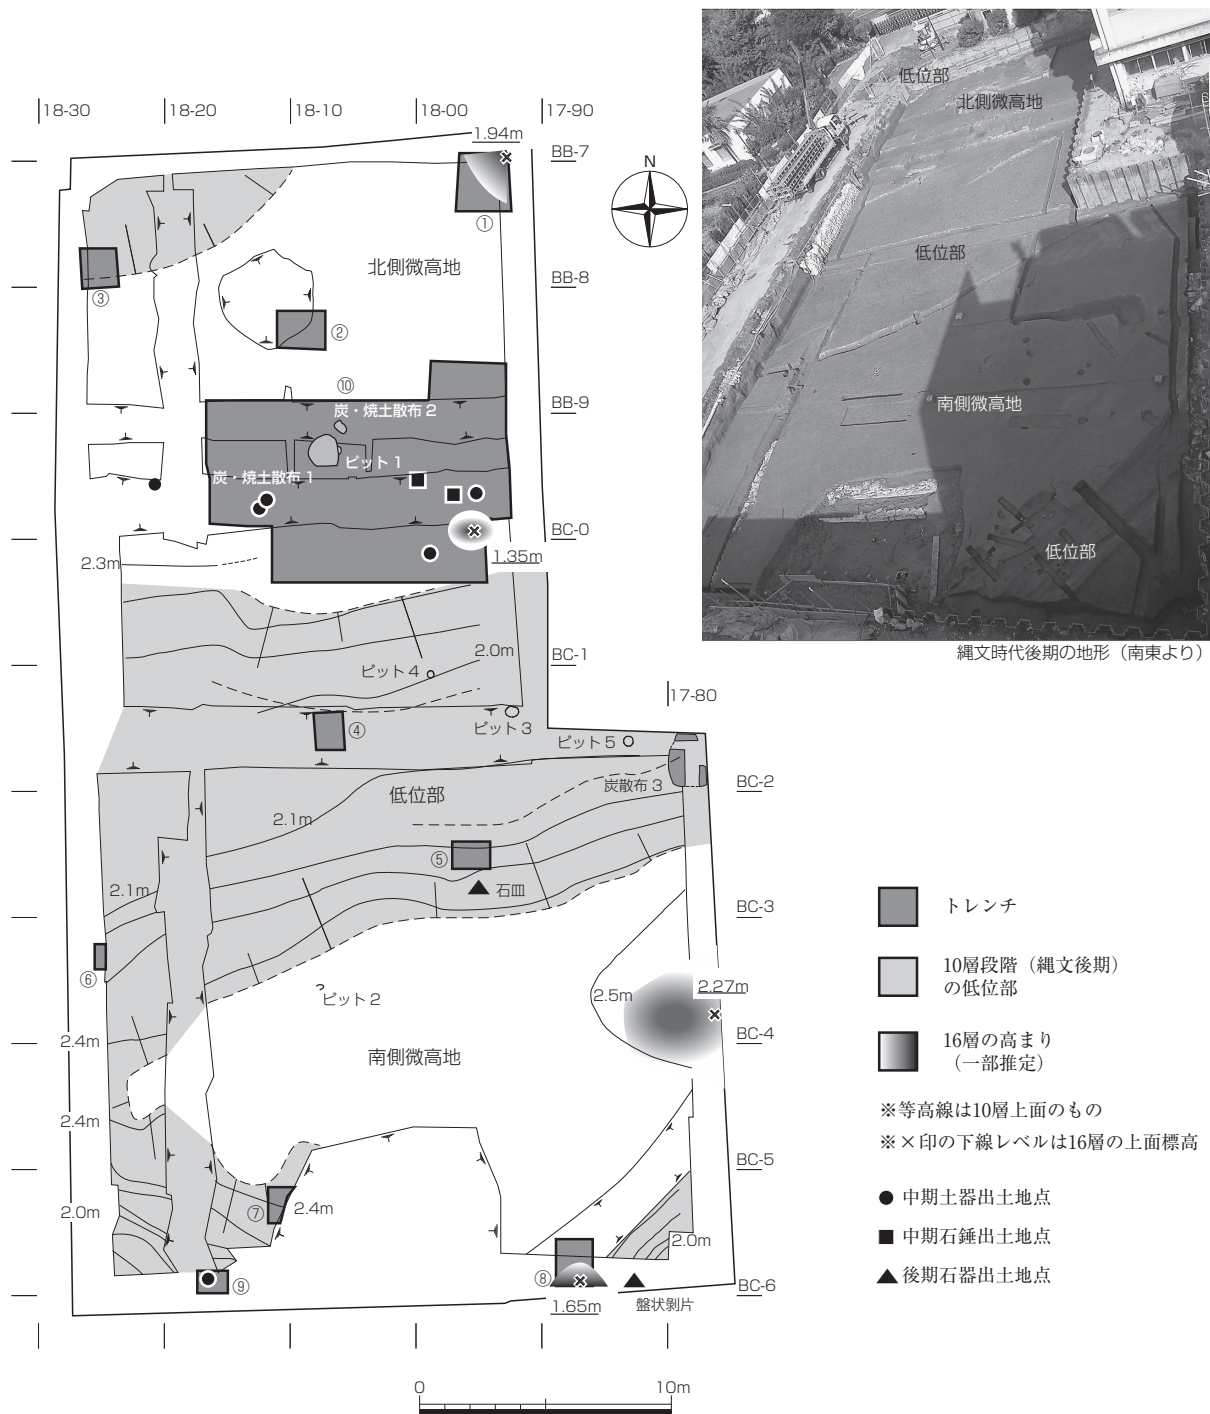 18-30
18-20
18-10
18-00
17-90
1.94m
BB-7
N
①
北側微高地
BB-8
③
②
⑩
BB-9
炭・焼土散布 2
ピット 1
炭・焼土散布 1
BC-0
1.35m
2.3m
2.0m
BC-1
ピット 4
17-80
ピット 3
④
ピット 5
BC-2
炭散布 3
低位部
2.1m
⑤
石皿
2.1m
BC-3
⑥
ピット 2
2.5m
2.27m
2.4m
BC-4
南側微高地
2.4m
BC-5
2.0m
⑦
2.4m
2.0m
⑨
⑧
BC-6
1.65m
盤状剝片
0
10m
低位部
北側微高地
低位部
南側微高地
低位部
縄文時代後期の地形（南東より）
トレンチ
10層段階（縄文後期）
の低位部
16層の高まり
（一部推定）
※等高線は10層上面のもの
※×印の下線レベルは16層の上面標高
中期土器出土地点
中期石錘出土地点
後期石器出土地点